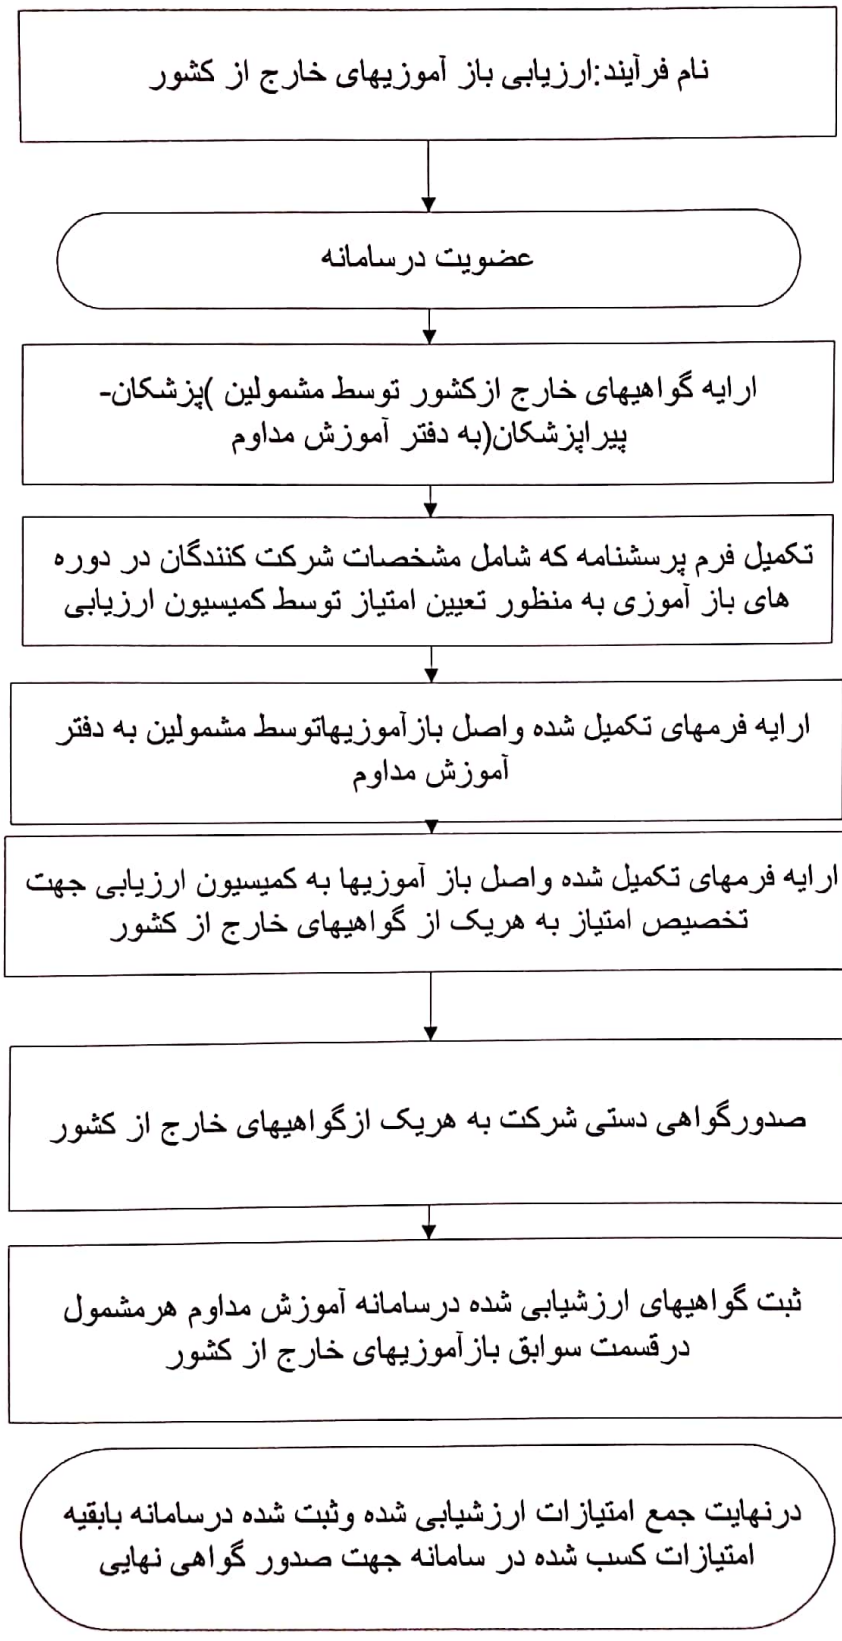 نام فرآیند:ارزیابی باز آموزیهای خارج از کشور
عضویت درسامانه
ارایه گواهیهای خارج ازکشور توسط مشمولین )پزشکان-
پیراپزشکان(به دفتر آموزش مداوم
تکمیل فرم پرسشنامه که شامل مشخصات شرکت کنندگان در دوره
های باز آموزی به منظور تعیین امتیاز توسط کمیسیون ارزیابی
ارایه فرمهای تکمیل شده واصل بازآموزیهاتوسط مشمولین به دفتر
آموزش مداوم
ارایه فرمهای تکمیل شده واصل باز آموزیها به کمیسیون ارزیابی جهت
تخصیص امتیاز به هریک از گواهیهای خارج از کشور
صدورگواهی دستی شرکت به هریک ازگواهیهای خارج از کشور
ثبت گواهیهای ارزشیابی شده درسامانه آموزش مداوم هرمشمول
درقسمت سوابق بازآموزیهای خارج از کشور
درنهایت جمع امتیازات ارزشیابی شده وثبت شده درسامانه بابقیه
امتیازات کسب شده در سامانه جهت صدور گواهی نهایی